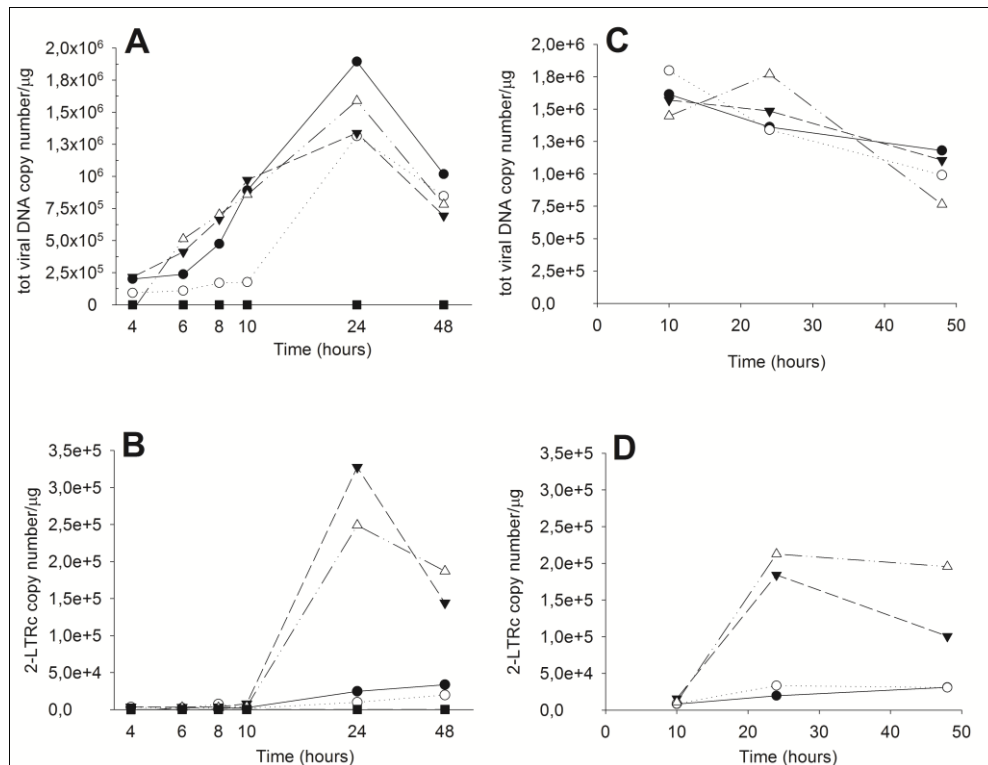 A
tot viral DNA copy number/µg
2,0x10⁶
1,8x10⁶
1,5x10⁶
1,3x10⁶
10⁶
7,5x10⁵
5,0x10⁵
2,5x10⁵
0
4 6 8 10 24 48
Time (hours)
C
tot viral DNA copy number/µg
2,0e+6
1,8e+6
1,5e+6
1,3e+6
1,0e+6
7,5e+5
5,0e+5
2,5e+5
0,0
0 10 20 30 40 50
Time (hours)
B
2-LTRc copy number/µg
3,5e+5
3,0e+5
2,5e+5
2,0e+5
1,5e+5
1,0e+5
5,0e+4
0,0
4 6 8 10 24 48
Time (hours)
D
2-LTRc copy number/µg
3,5e+5
3,0e+5
2,5e+5
2,0e+5
1,5e+5
1,0e+5
5,0e+4
0,0
0 10 20 30 40 50
Time (hours)